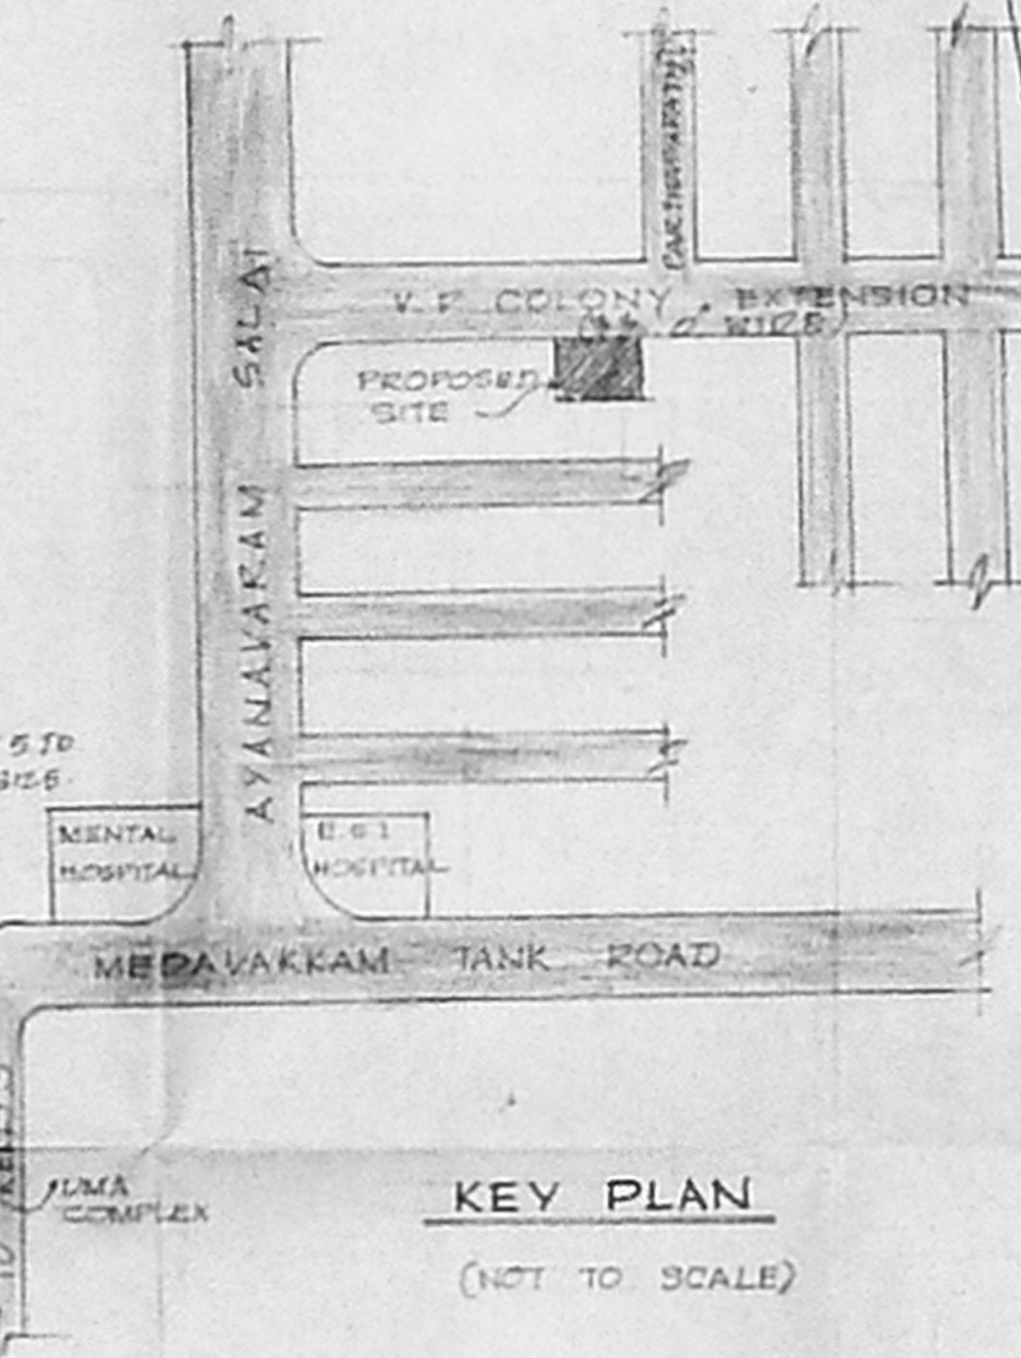 AYANAVARAM SALAI
V.P COLONY. EXTENSION
WIDE)
PROPOSED
SITE
MENTAL
HOSPITAL
E.S.I
HOSPITAL
MEDAVAKKAM TANK ROAD
UMA
COMPLEX
KEY PLAN
(NOT TO SCALE)